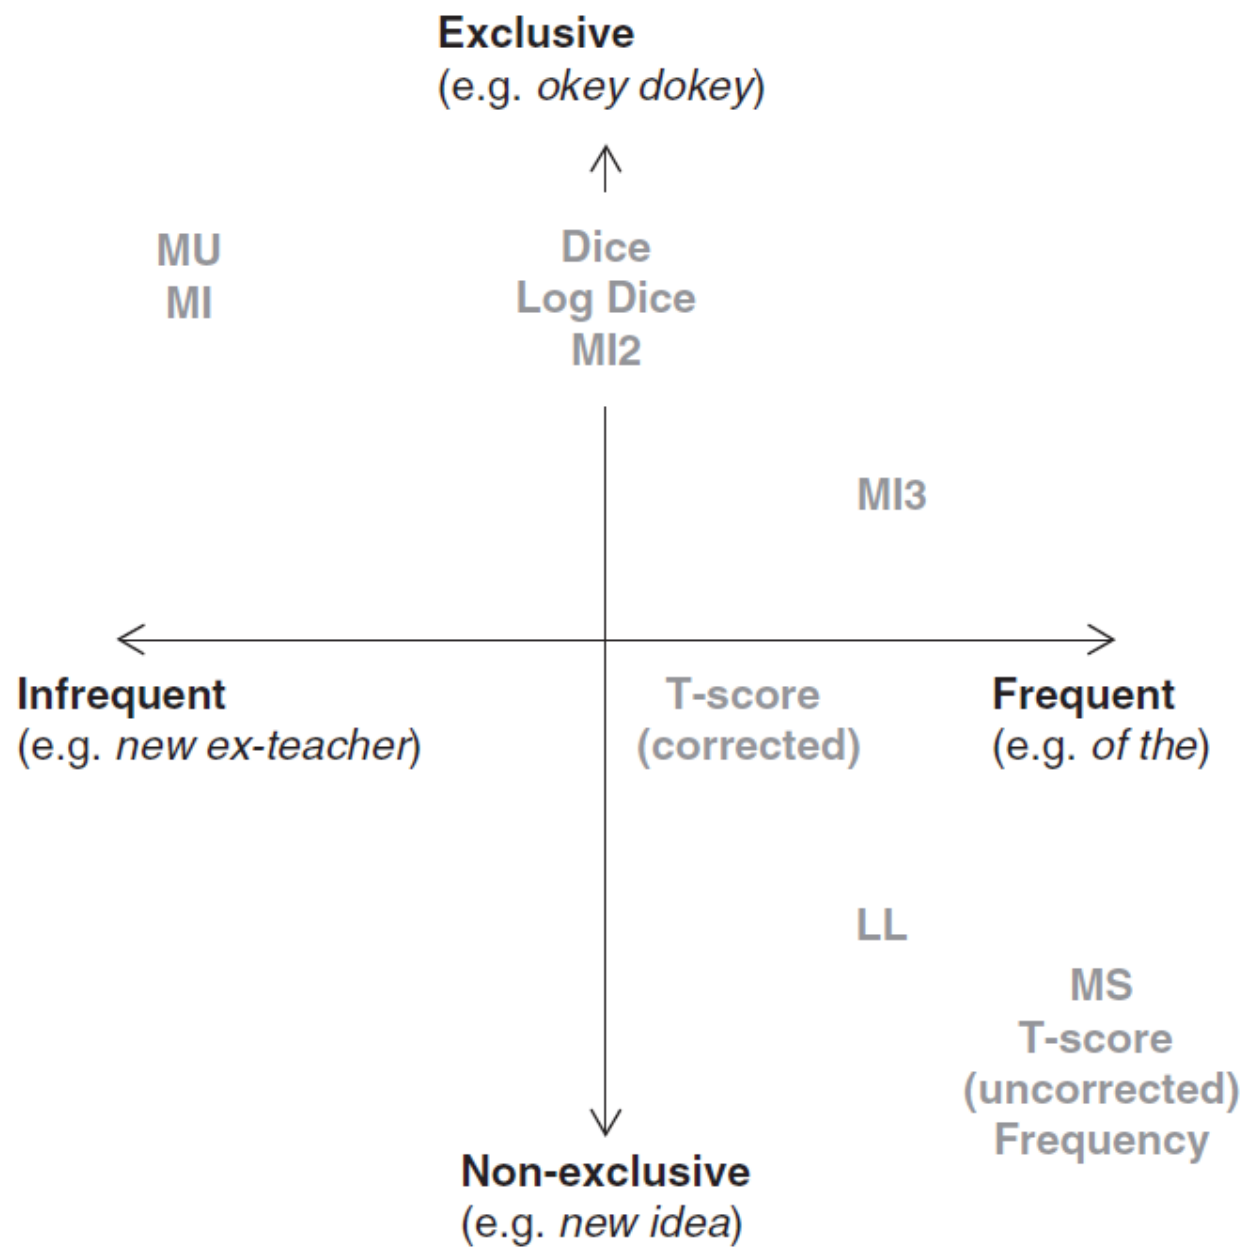 Exclusive
(e.g. okey dokey)
MU
MI
Dice
Log Dice
MI2
MI3
Infrequent
(e.g. new ex-teacher)
T-score
(corrected)
Frequent
(e.g. of the)
LL
MS
T-score
(uncorrected)
Frequency
Non-exclusive
(e.g. new idea)